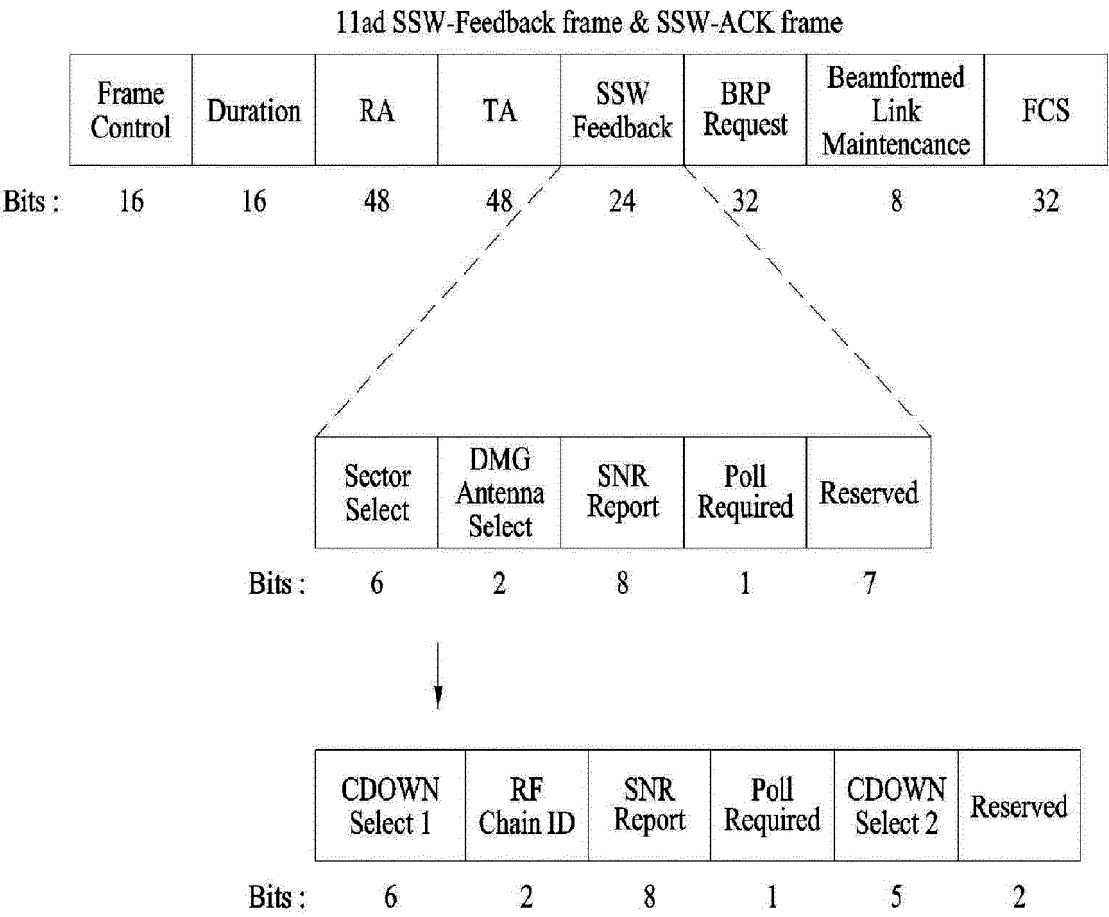 11ad SSW-Feedback frame & SSW-ACK frame
Frame Control Duration RA TA SSW Feedback BRP Request Beamformed Link Maintencance FCS
Bits : 16 16 48 48 24 32 8 32
Sector Select DMG Antenna Select SNR Report Poll Required Reserved
Bits : 6 2 8 1 7
CDOWN Select 1 RF Chain ID SNR Report Poll Required CDOWN Select 2 Reserved
Bits : 6 2 8 1 5 2